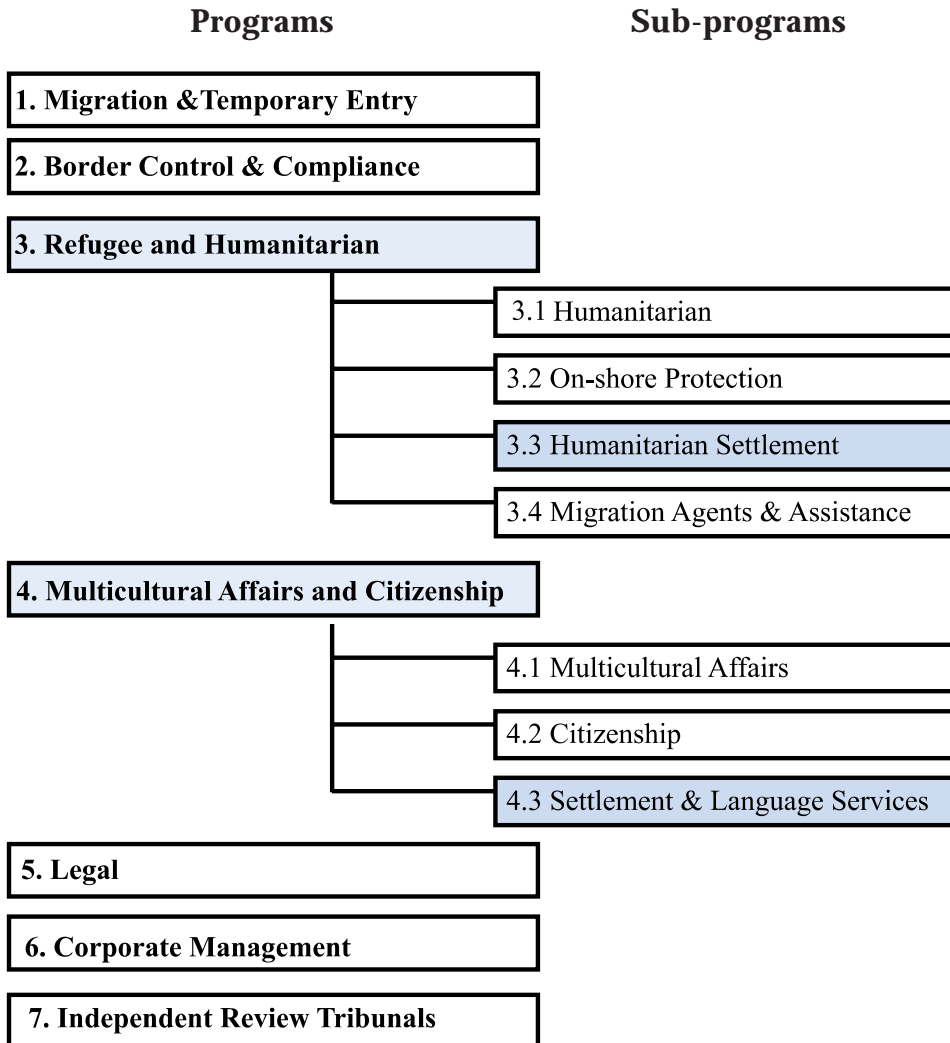 Programs
Sub-programs
1. Migration &Temporary Entry
2. Border Control & Compliance
3. Refugee and Humanitarian
3.1 Humanitarian
3.2 On-shore Protection
3.3 Humanitarian Settlement
3.4 Migration Agents & Assistance
4. Multicultural Affairs and Citizenship
4.1 Multicultural Affairs
4.2 Citizenship
4.3 Settlement & Language Services
5. Legal
6. Corporate Management
7. Independent Review Tribunals